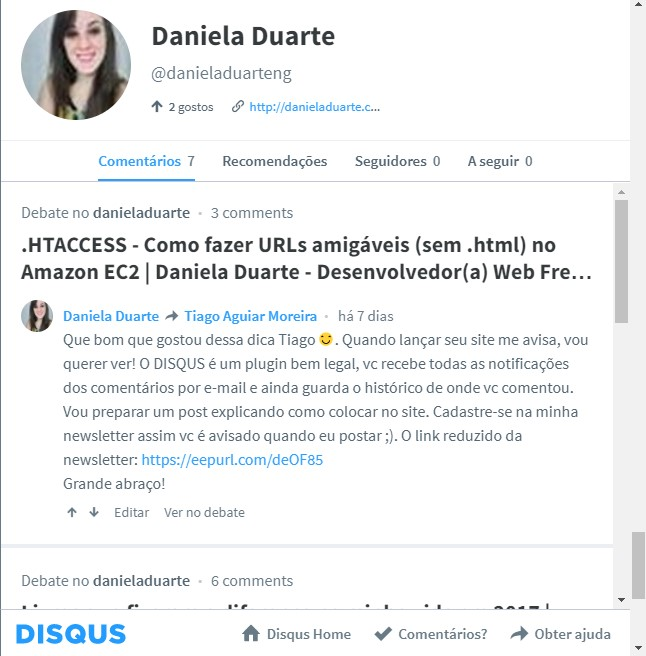 Daniela Duarte
@danieladuarteng
2 gostos http://danieladuarte.c...
Comentários 7 Recomendações Seguidores 0 A seguir 0
Debate no danieladuarte • 3 comments
.HTACCESS - Como fazer URLs amigáveis (sem .html) no
Amazon EC2 | Daniela Duarte - Desenvolvedor(a) Web Fre...
Daniela Duarte Tiago Aguiar Moreira • há 7 dias
Que bom que gostou dessa dica Tiago 🙂. Quando lançar seu site me avisa, vou
querer ver! O DISQUS é um plugin bem legal, vc recebe todas as notificações
dos comentários por e-mail e ainda guarda o histórico de onde vc comentou.
Vou preparar um post explicando como colocar no site. Cadastre-se na minha
newsletter assim vc é avisado quando eu postar ;). O link reduzido da
newsletter: https://eepurl.com/deOF85
Grande abraço!
Editar Ver no debate
Debate no danieladuarte • 6 comments
DISQUS Disqus Home Comentários? Obter ajuda